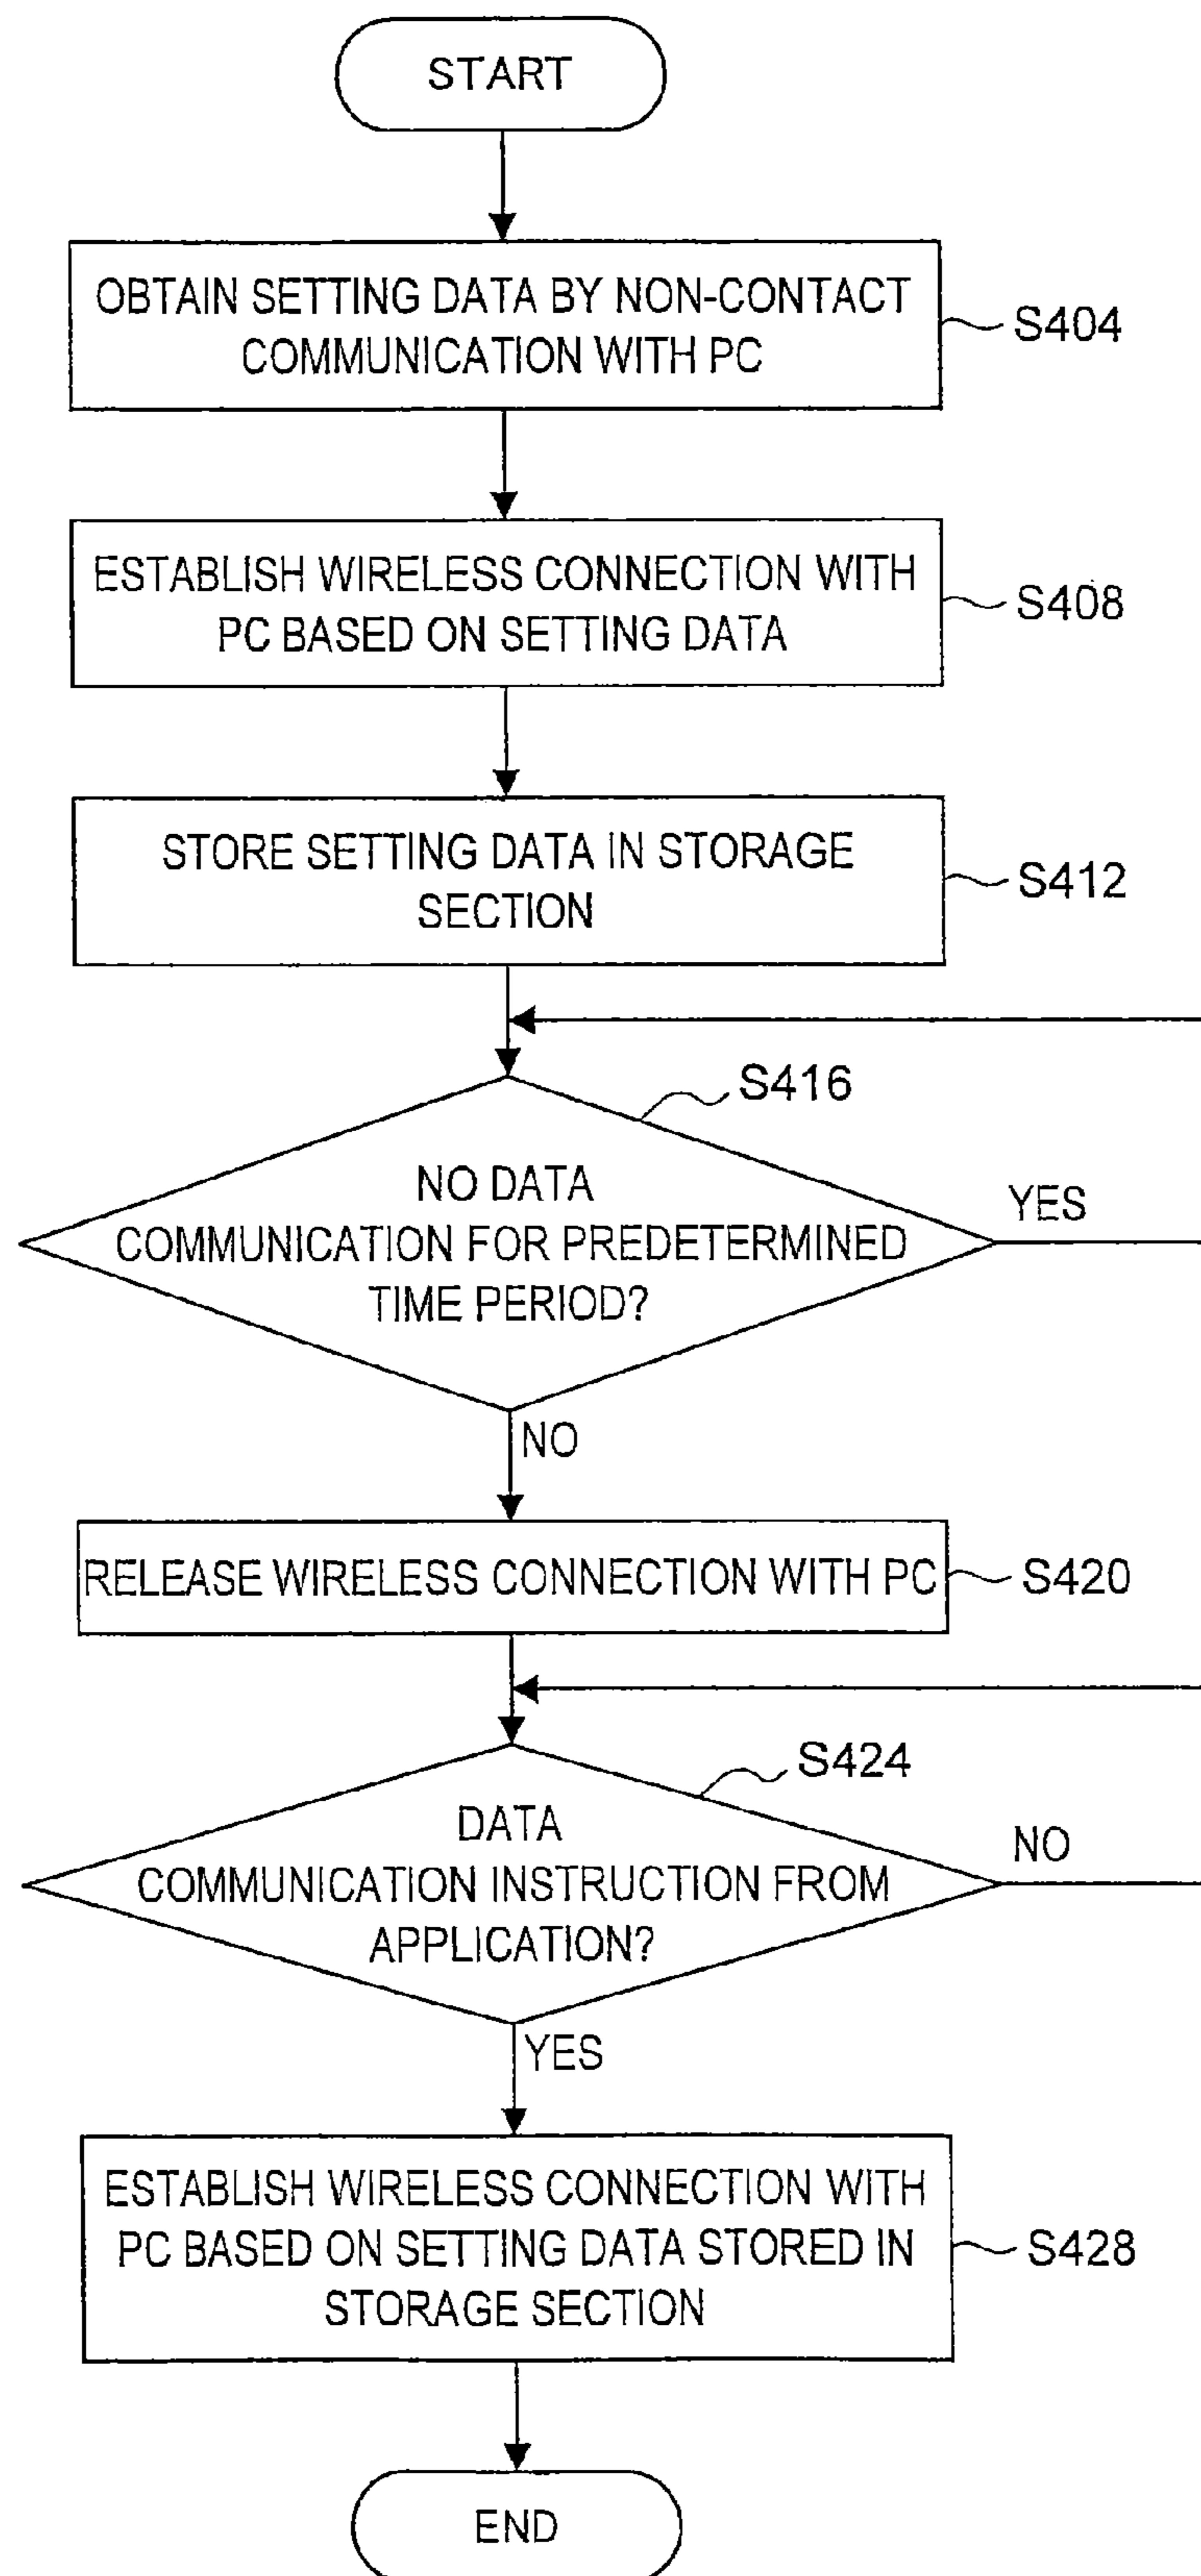 START
OBTAIN SETTING DATA BY NON-CONTACT
COMMUNICATION WITH PC
S404
ESTABLISH WIRELESS CONNECTION WITH
PC BASED ON SETTING DATA
S408
STORE SETTING DATA IN STORAGE
SECTION
S412
S416
NO DATA
COMMUNICATION FOR PREDETERMINED
TIME PERIOD?
YES
NO
RELEASE WIRELESS CONNECTION WITH PC
S420
S424
DATA
COMMUNICATION INSTRUCTION FROM
APPLICATION?
NO
YES
ESTABLISH WIRELESS CONNECTION WITH
PC BASED ON SETTING DATA STORED IN
STORAGE SECTION
S428
END